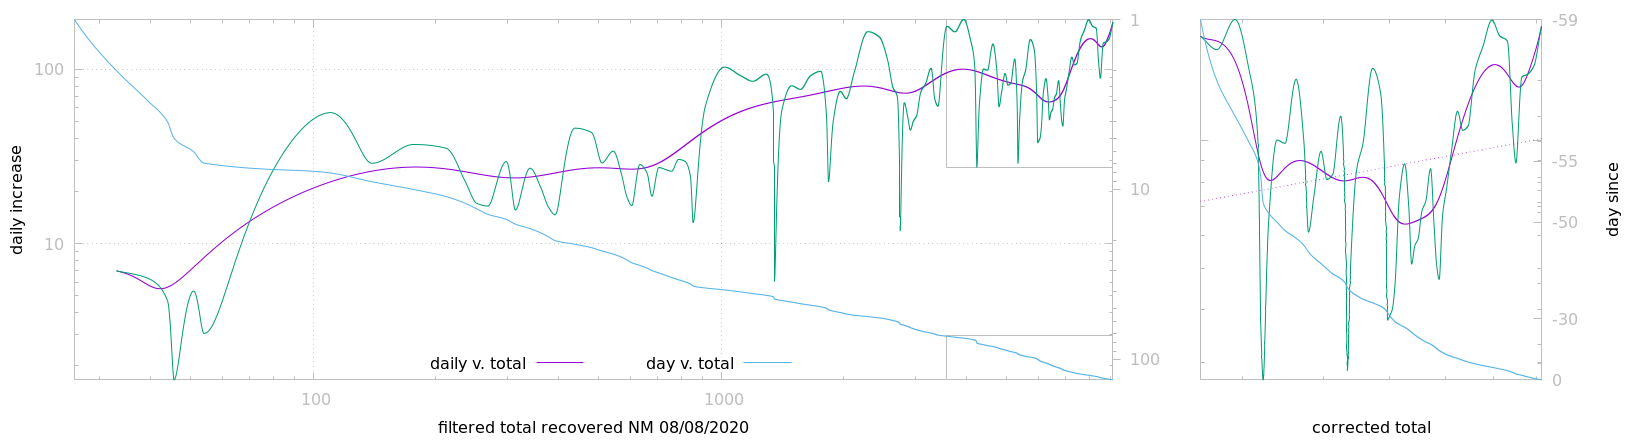 100
10
daily increase
daily v. total
day v. total
100
1000
filtered total recovered NM 08/08/2020
1
10
100
-59
-55
-50
-30
0
day since
corrected total